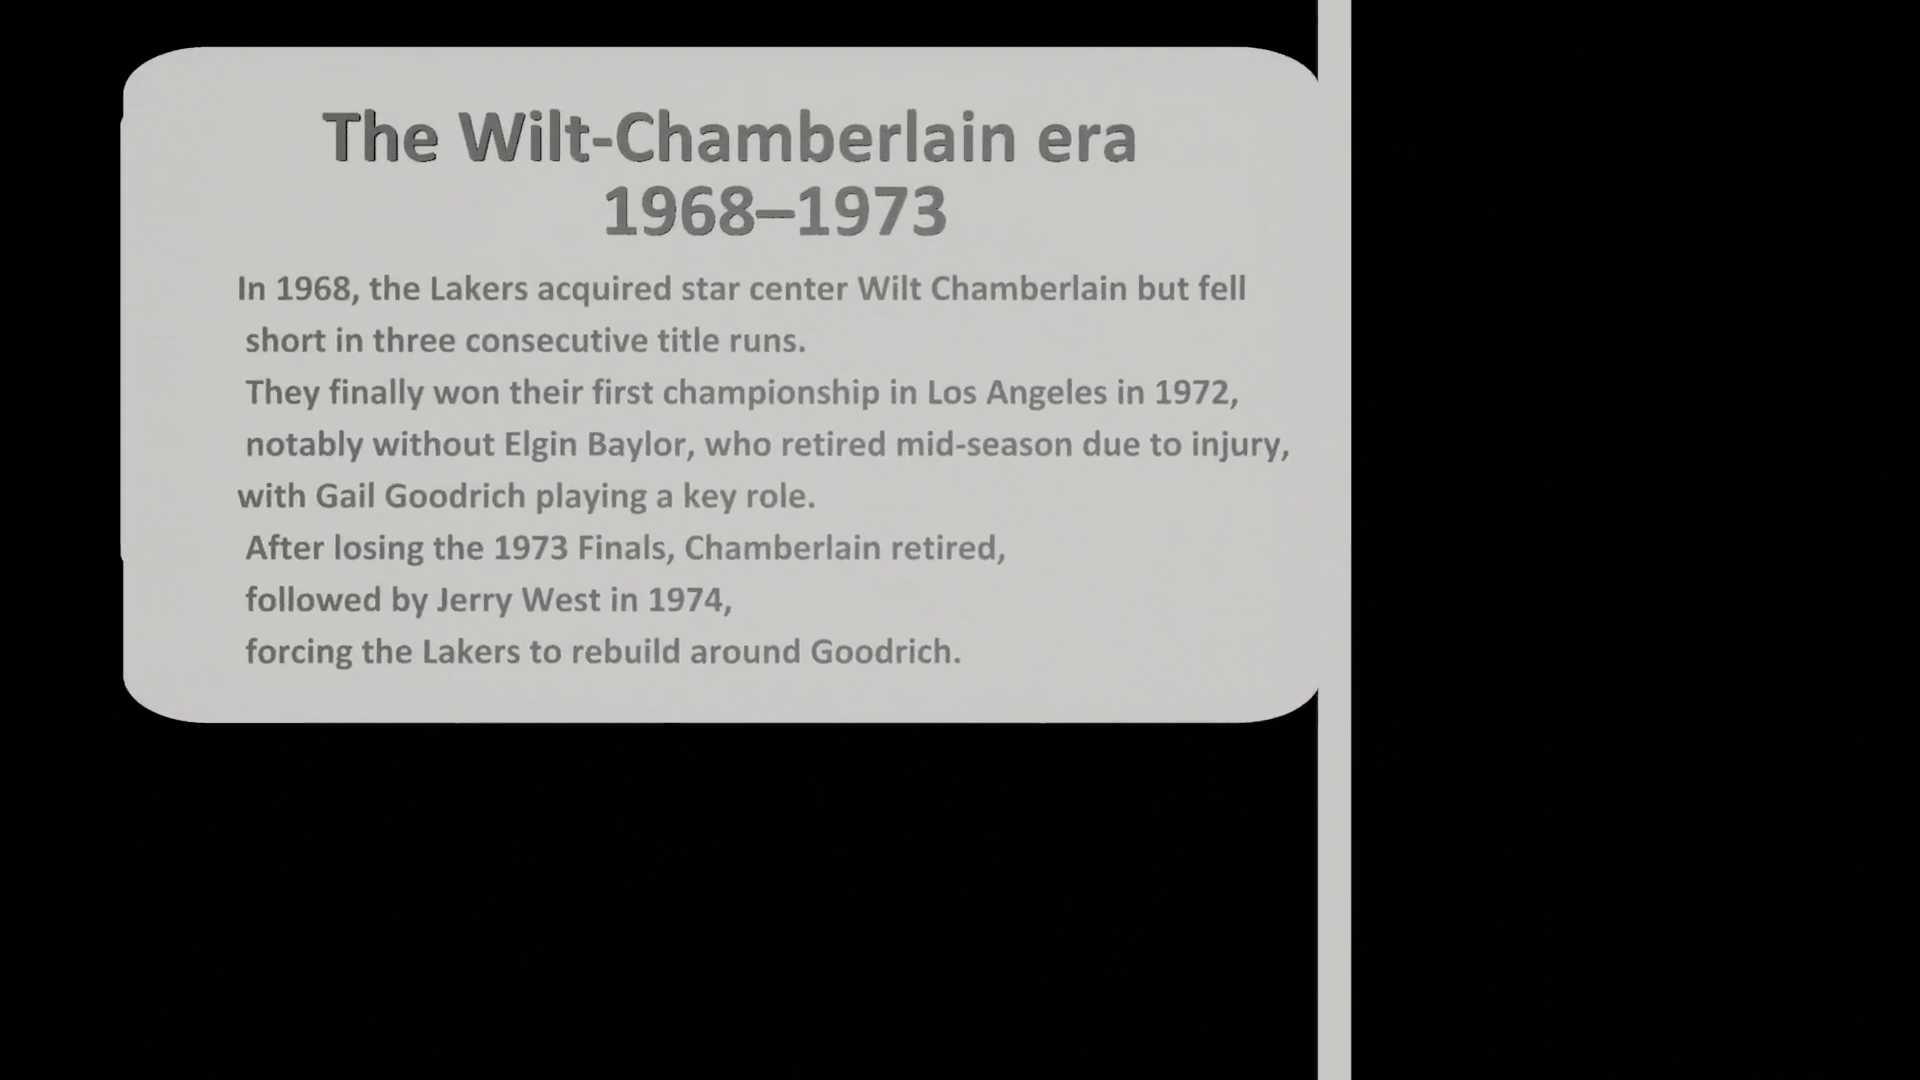 The Wilt-Chamberlain era
1968–1973
In 1968, the Lakers acquired star center Wilt Chamberlain but fell
short in three consecutive title runs.
They finally won their first championship in Los Angeles in 1972,
notably without Elgin Baylor, who retired mid-season due to injury,
with Gail Goodrich playing a key role.
After losing the 1973 Finals, Chamberlain retired,
followed by Jerry West in 1974,
forcing the Lakers to rebuild around Goodrich.